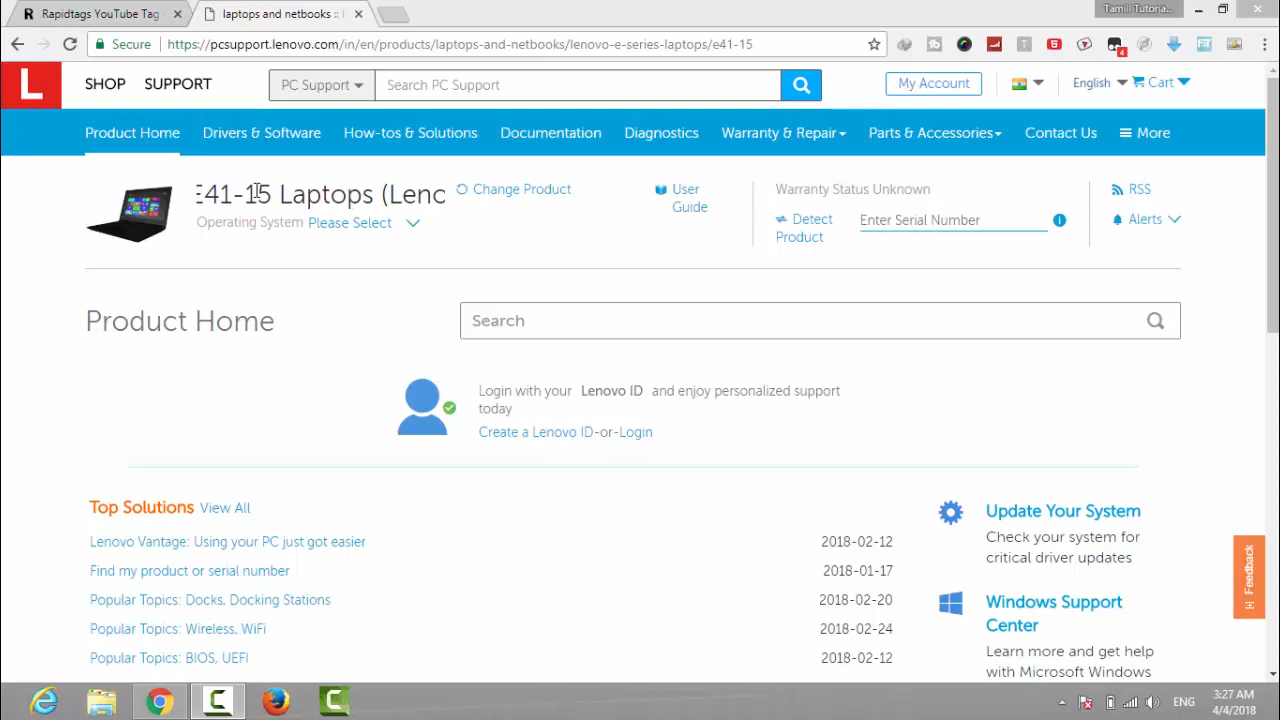 R Rapidtags YouTube Tag
laptops and netbooks ::
Tamill Tutoria...
Secure https://pcsupport.lenovo.com/in/en/products/laptops-and-netbooks/lenovo-e-series-laptops/e41-15
4
L SHOP SUPPORT PC Support Search PC Support My Account English Cart
Product Home Drivers & Software How-tos & Solutions Documentation Diagnostics Warranty & Repair Parts & Accessories Contact Us More
E41-15 Laptops (Leno
Change Product
User
Guide
Operating System Please Select
Warranty Status Unknown
Detect
Product
Enter Serial Number
RSS
Alerts
Product Home
Search
Login with your Lenovo ID and enjoy personalized support
today
Create a Lenovo ID-or-Login
Top Solutions View All
Lenovo Vantage: Using your PC just got easier 2018-02-12
Find my product or serial number 2018-01-17
Popular Topics: Docks, Docking Stations 2018-02-20
Popular Topics: Wireless, WiFi 2018-02-24
Popular Topics: BIOS, UEFI 2018-02-12
Update Your System
Check your system for
critical driver updates
Windows Support
Center
Learn more and get help
with Microsoft Windows
Feedback
ENG
3:27 AM
4/4/2018